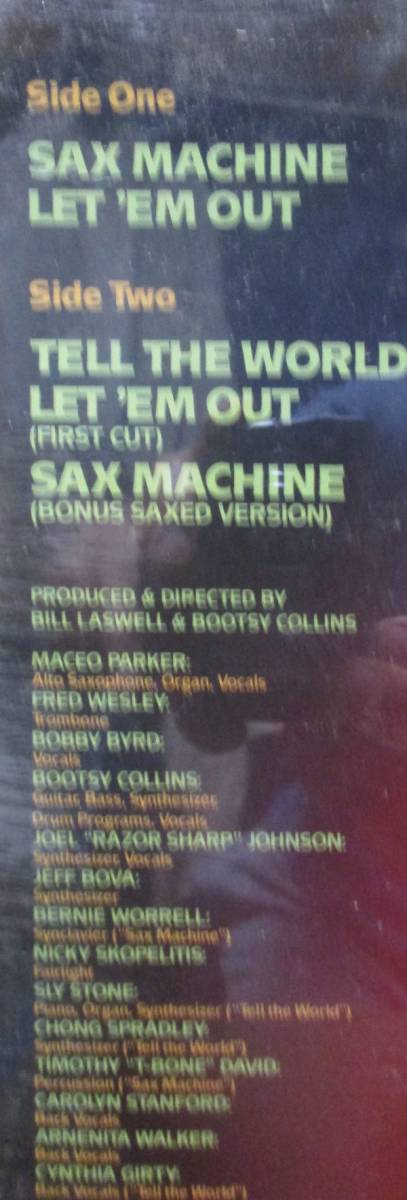 Side One
SAX MACHINE
LET 'EM OUT
Side Two
TELL THE WORLD
LET 'EM OUT
(FIRST CUT)
SAX MACHINE
(BONUS SAXED VERSION)
PRODUCED & DIRECTED BY
BILL LASWELL & BOOTSY COLLINS
MACEO PARKER:
Alto Saxophone, Organ, Vocals
FRED WESLEY:
Trombone
BOBBY BYRD:
Vocals
BOOTSY COLLINS:
Guitar Bass, Synthesizer,
Drum Programs, Vocals
JOEL "RAZOR SHARP" JOHNSON:
Synthesizer Vocals
JEFF BOVA:
Synthesizer
BERNIE WORRELL:
Synclavier ("Sax Machine")
NICKY SKOPELITIS:
Fairlight
SLY STONE:
Piano, Organ, Synthesizer ("Tell the World")
CHONG SPRADLEY:
Synthesizer ("Tell the World")
TIMOTHY "T-BONE" DAVID:
Percussion ("Sax Machine")
CAROLYN STANFORD:
Back Vocals
ARNENITA WALKER:
Back Vocals
CYNTHIA GIRTY:
Back Vocals ("Tell the World")